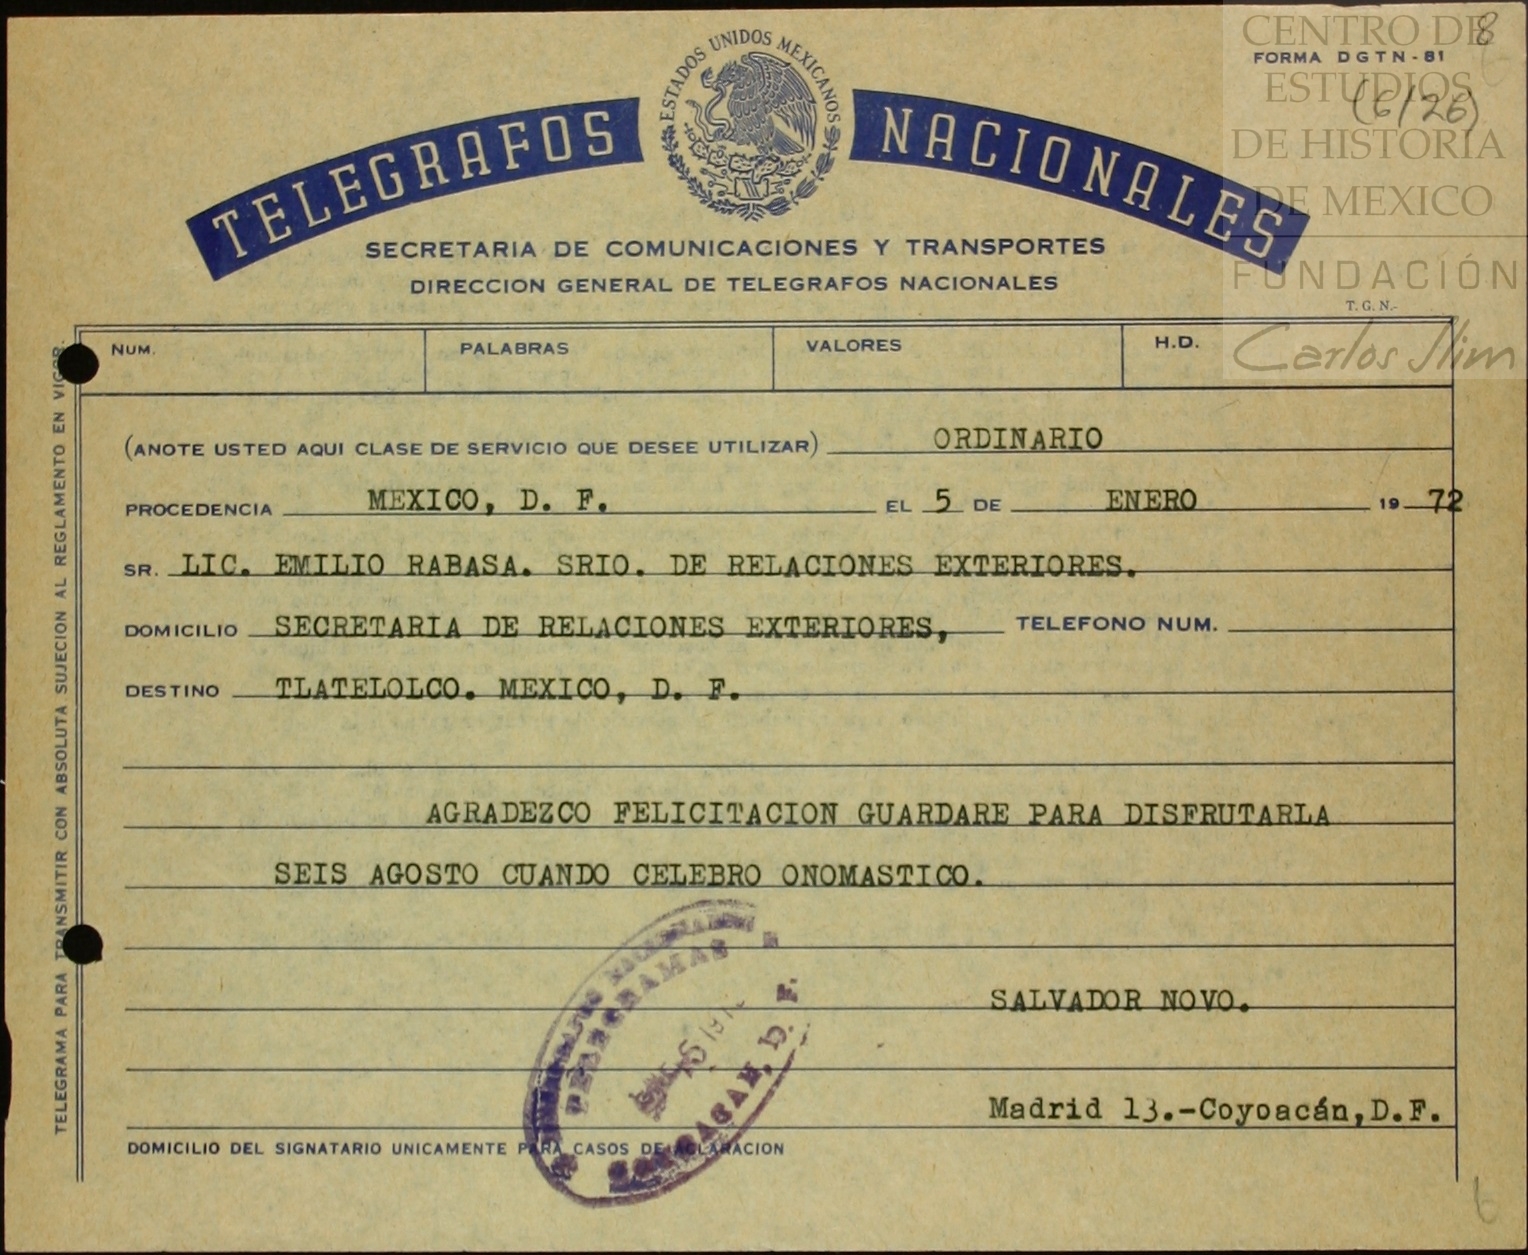 CENTRO DE
ESTUDIOS
DE HISTORIA
DE MEXICO
FUNDACIÓN
Carlos Slim
8
FORMA DGTN-81
(6/26)
ESTADOS UNIDOS MEXICANOS
TELEGRAFOS NACIONALES
SECRETARIA DE COMUNICACIONES Y TRANSPORTES
DIRECCION GENERAL DE TELEGRAFOS NACIONALES
T. G. N.-
NUM. PALABRAS VALORES H.D.
(ANOTE USTED AQUI CLASE DE SERVICIO QUE DESEE UTILIZAR) ORDINARIO
PROCEDENCIA MEXICO, D. F. EL 5 DE ENERO 1972
SR. LIC. EMILIO RABASA. SRIO. DE RELACIONES EXTERIORES.
DOMICILIO SECRETARIA DE RELACIONES EXTERIORES, TELEFONO NUM.
DESTINO TLATELOLCO. MEXICO, D. F.
AGRADEZCO FELICITACION GUARDARE PARA DISFRUTARLA
SEIS AGOSTO CUANDO CELEBRO ONOMASTICO.
SALVADOR NOVO.
Madrid 13.-Coyoacán,D.F.
DOMICILIO DEL SIGNATARIO UNICAMENTE PARA CASOS DE ACLARACION
TELEGRAMA PARA TRANSMITIR CON ABSOLUTA SUJECION AL REGLAMENTO EN VIGOR.
TELEGRAMAS
D. F.
6